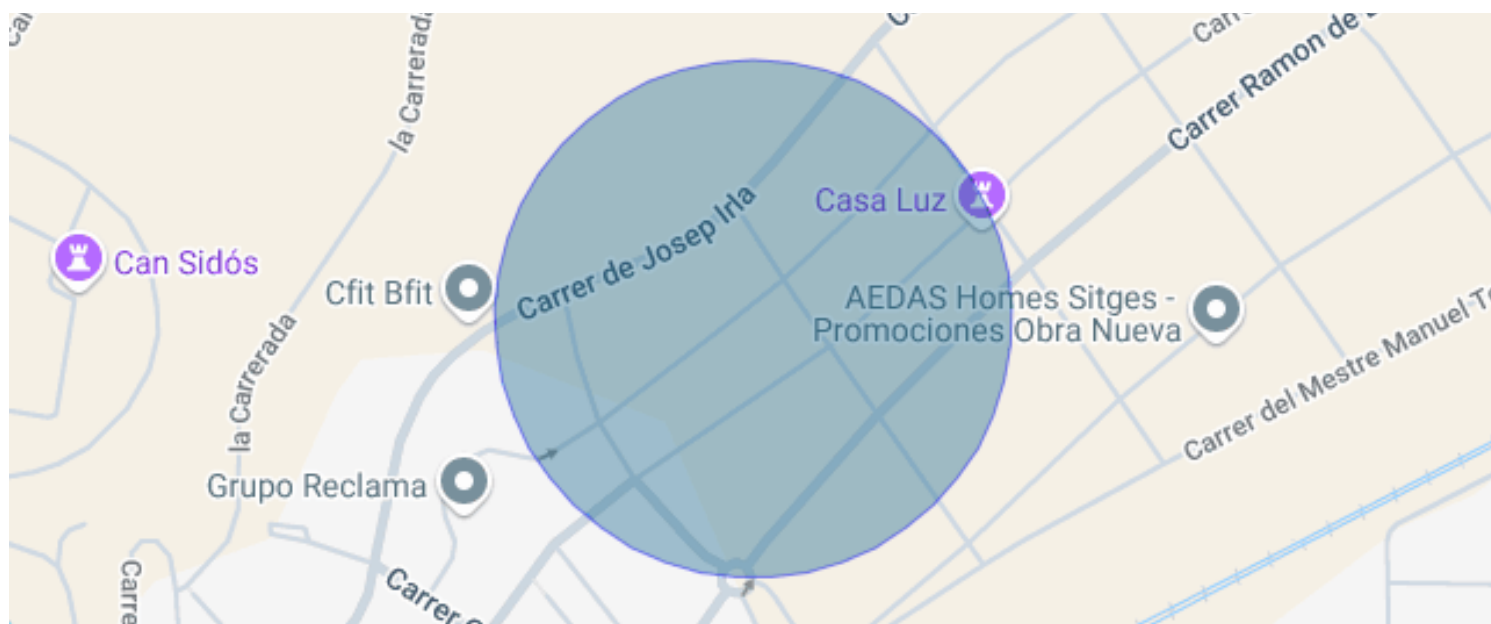 la Carrerada
Carrer Ramon de
Casa Luz
Carrer de Josep Irla
Can Sidós
Cfit Bfit
AEDAS Homes Sitges -
Promociones Obra Nueva
la Carrerada
Carrer del Mestre Manuel
Grupo Reclama
Carrer